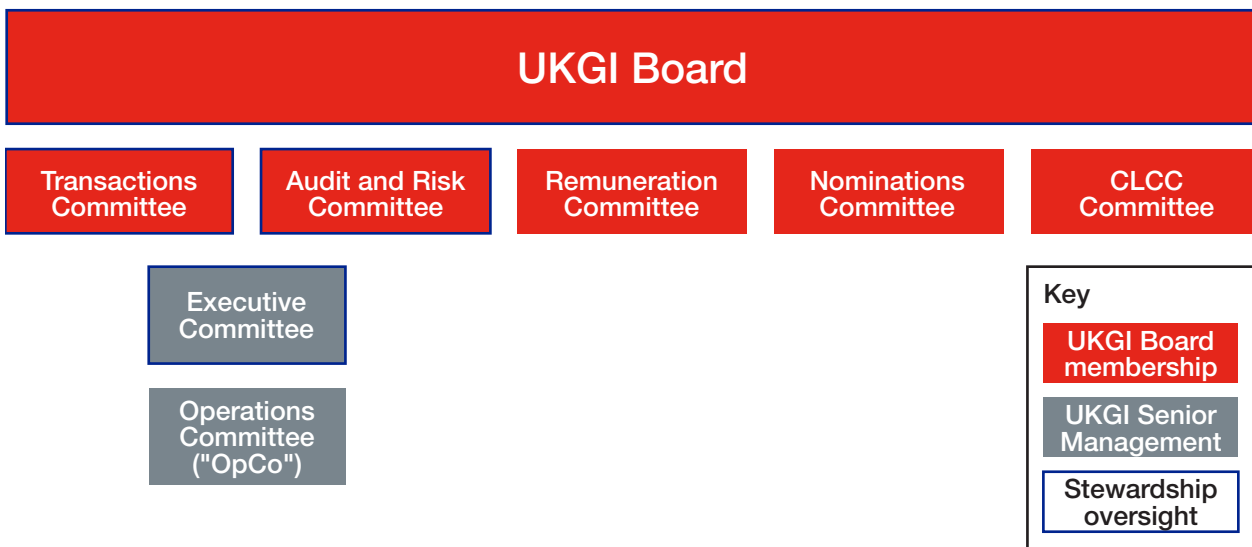 UKGI Board
Transactions
Committee
Audit and Risk
Committee
Remuneration
Committee
Nominations
Committee
CLCC
Committee
Executive
Committee
Operations
Committee
("OpCo")
Key
UKGI Board
membership
UKGI Senior
Management
Stewardship
oversight